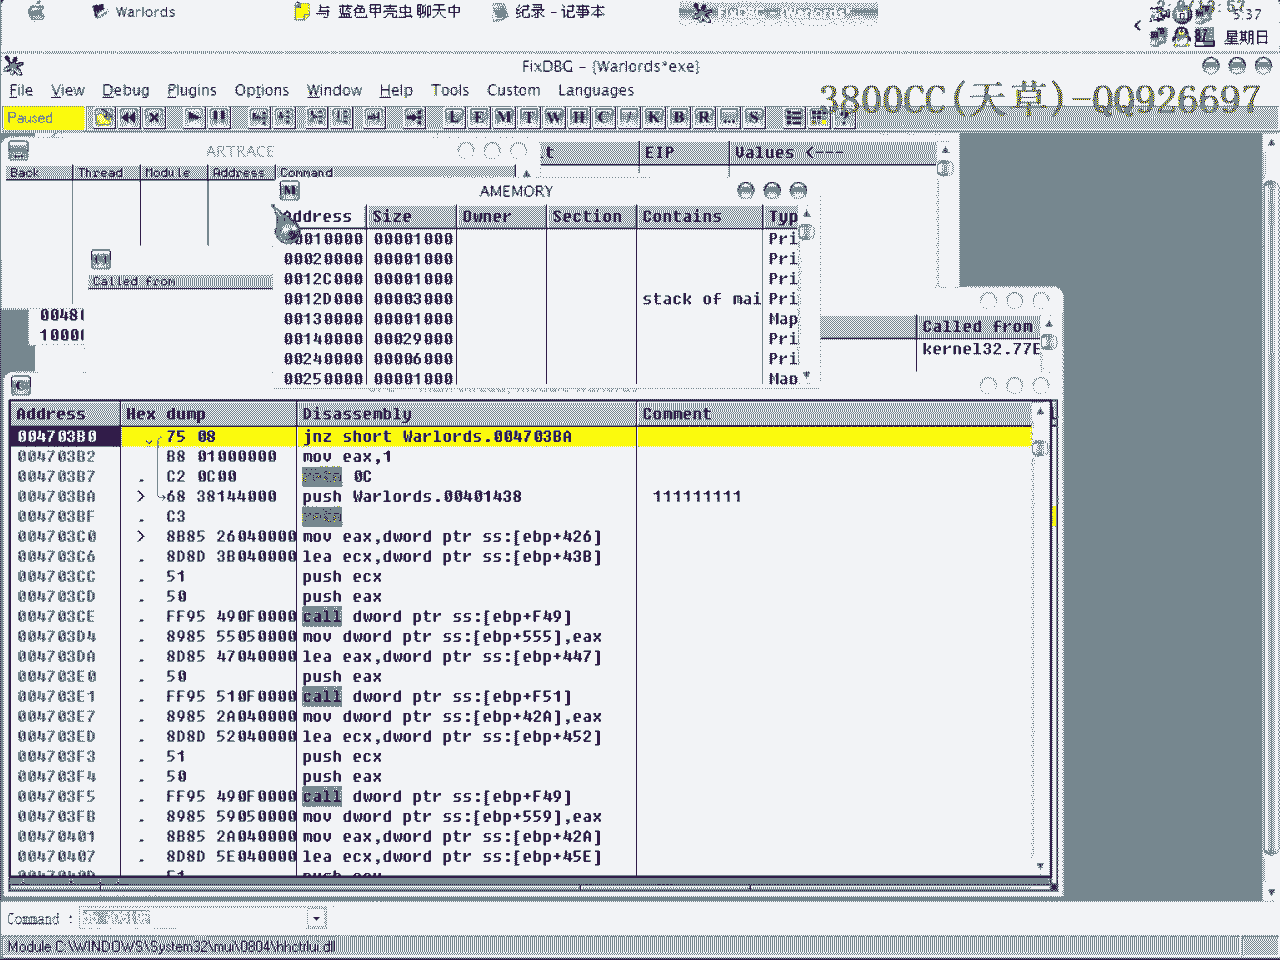 Warlords
与 蓝色甲壳虫 聊天中
纪录 - 记事本
FixDBG - {Warlords*
5:37
星期日
FixDBG - {Warlords*exe}
File View Debug Plugins Options Window Help Tools Custom Languages
3800CC(天草)-QQ926697
Paused
L E M T W H C / K B R ... S
ARTRACE
t EIP Values <---
Back Thread Module Address Command
AMEMORY
Address Size Owner Section Contains Typ
00010000 00001000 Pri
00020000 00001000 Pri
0012C000 00001000 Pri
0012D000 00003000 stack of mai Pri
00130000 00001000 Map
00140000 00029000 Pri
00240000 00006000 Pri
00250000 00001000 Map
Called from
0048
1000
Called from
kernel32.77E
Address Hex dump Disassembly Comment
004703B0 75 08 jnz short Warlords.004703BA
004703B2 B8 01000000 mov eax,1
004703B7 . C2 0C00 retn 0C
004703BA > 68 38144000 push Warlords.00401438 111111111
004703BF . C3 retn
004703C0 > 8B85 26040000 mov eax,dword ptr ss:[ebp+426]
004703C6 . 8D8D 3B040000 lea ecx,dword ptr ss:[ebp+43B]
004703CC . 51 push ecx
004703CD . 50 push eax
004703CE . FF95 490F0000 call dword ptr ss:[ebp+F49]
004703D4 . 8985 55050000 mov dword ptr ss:[ebp+555],eax
004703DA . 8D85 47040000 lea eax,dword ptr ss:[ebp+447]
004703E0 . 50 push eax
004703E1 . FF95 510F0000 call dword ptr ss:[ebp+F51]
004703E7 . 8985 2A040000 mov dword ptr ss:[ebp+42A],eax
004703ED . 8D8D 52040000 lea ecx,dword ptr ss:[ebp+452]
004703F3 . 51 push ecx
004703F4 . 50 push eax
004703F5 . FF95 490F0000 call dword ptr ss:[ebp+F49]
004703FB . 8985 59050000 mov dword ptr ss:[ebp+559],eax
00470401 . 8B85 2A040000 mov eax,dword ptr ss:[ebp+42A]
00470407 . 8D8D 5E040000 lea ecx,dword ptr ss:[ebp+45E]
0047040D . 51 push ecx
Command :
Module C:\WINDOWS\System32\mui\0804\hhctrlui.dll